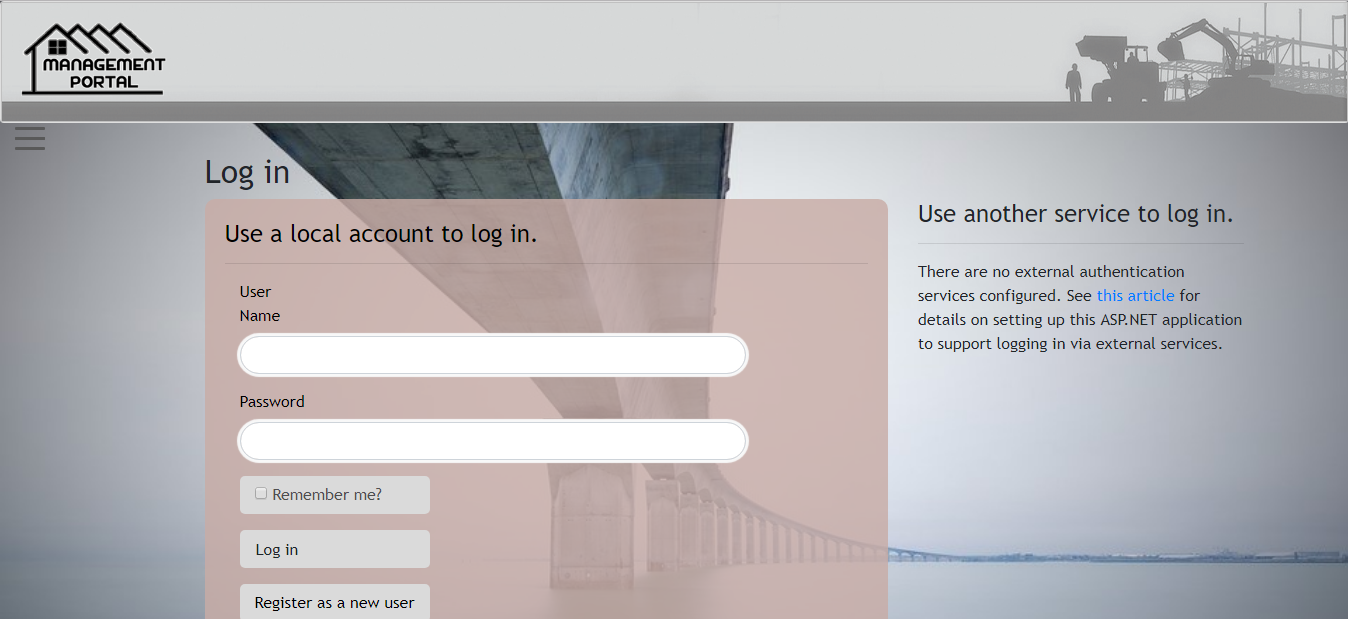 MANAGEMENT
PORTAL
Log in
Use a local account to log in.
User
Name
Password
Remember me?
Log in
Register as a new user
Use another service to log in.
There are no external authentication
services configured. See this article for
details on setting up this ASP.NET application
to support logging in via external services.